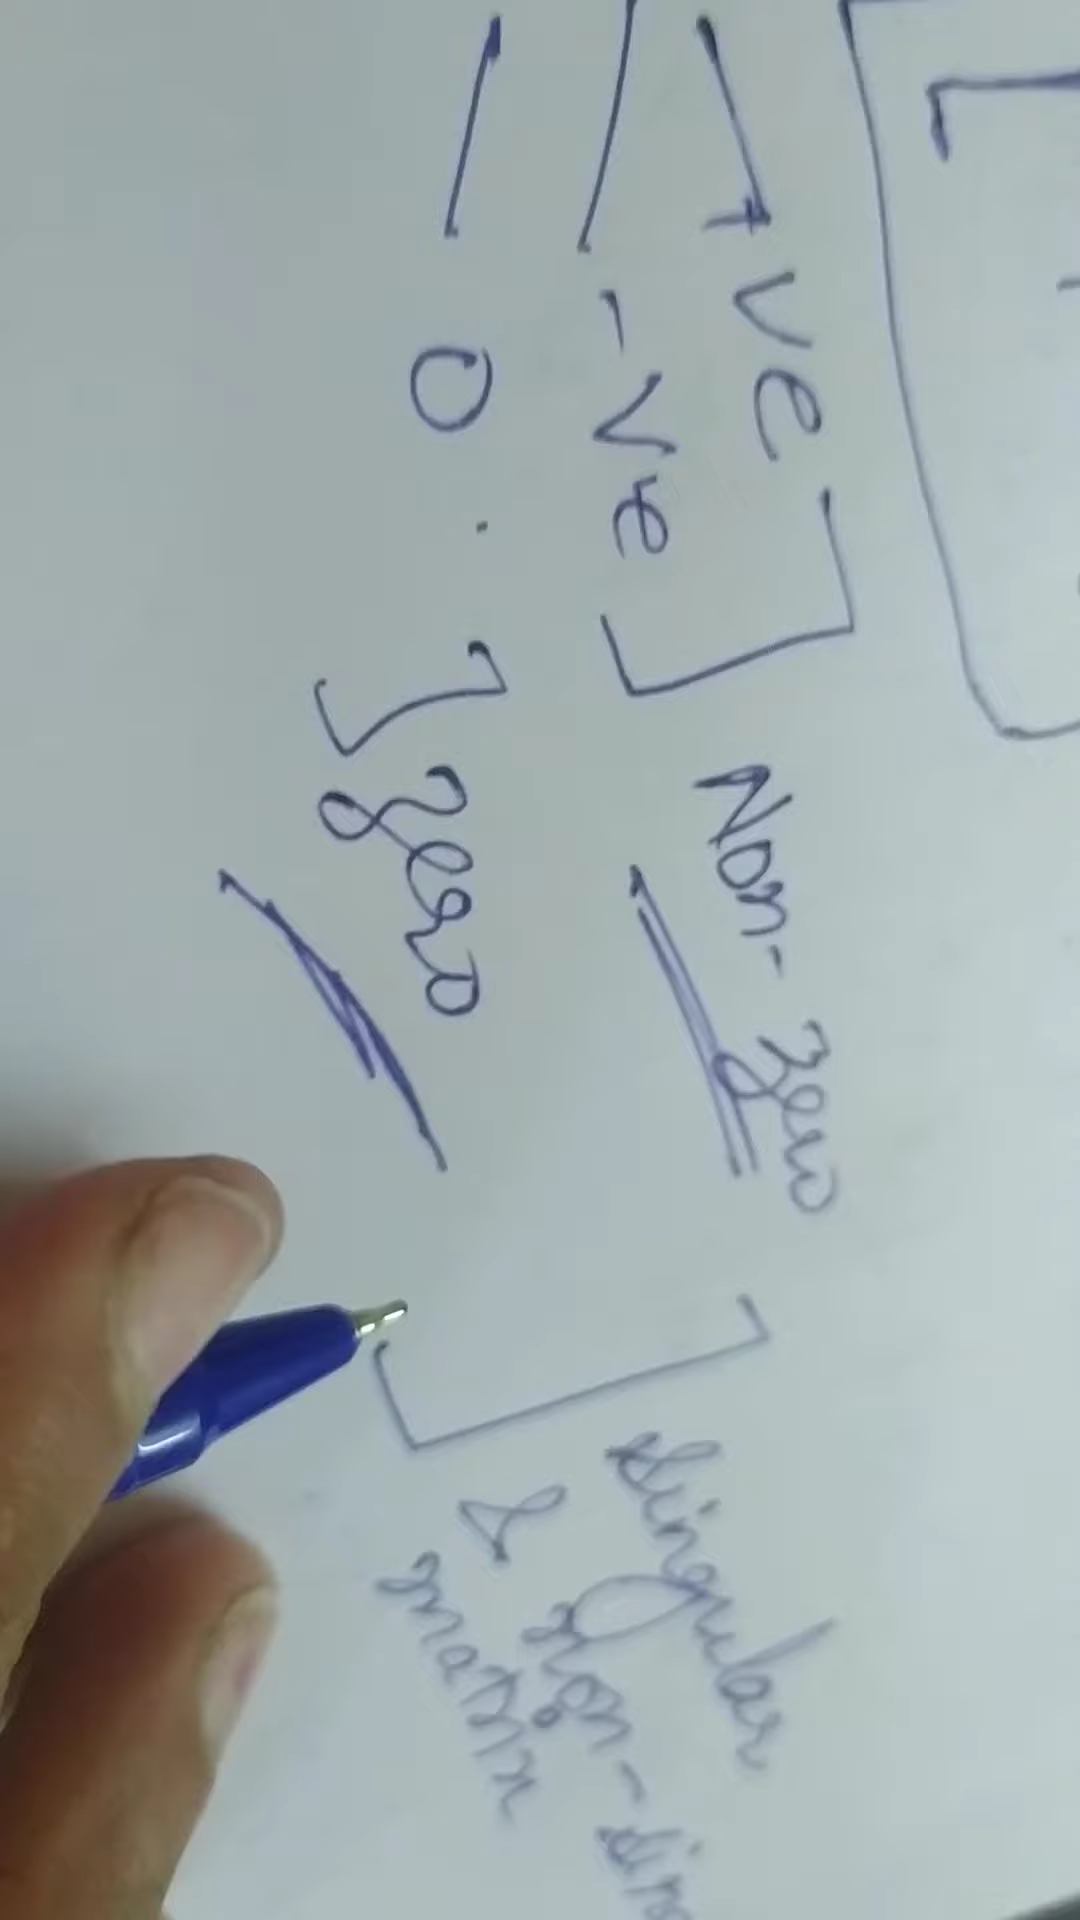 +ve
-ve
0
Non-zero
zero
singular
& Non-sin
matrix